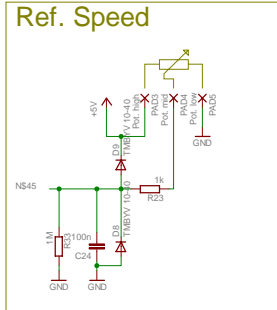 Ref. Speed
+5V
Pot. high
PAD3
Pot. mid
PAD4
Pot. low
PAD5
GND
D9
TMBYV 10-40
N$45
1k
R23
1M
R33
100n
C24
D8
TMBYV 10-40
GND
GND